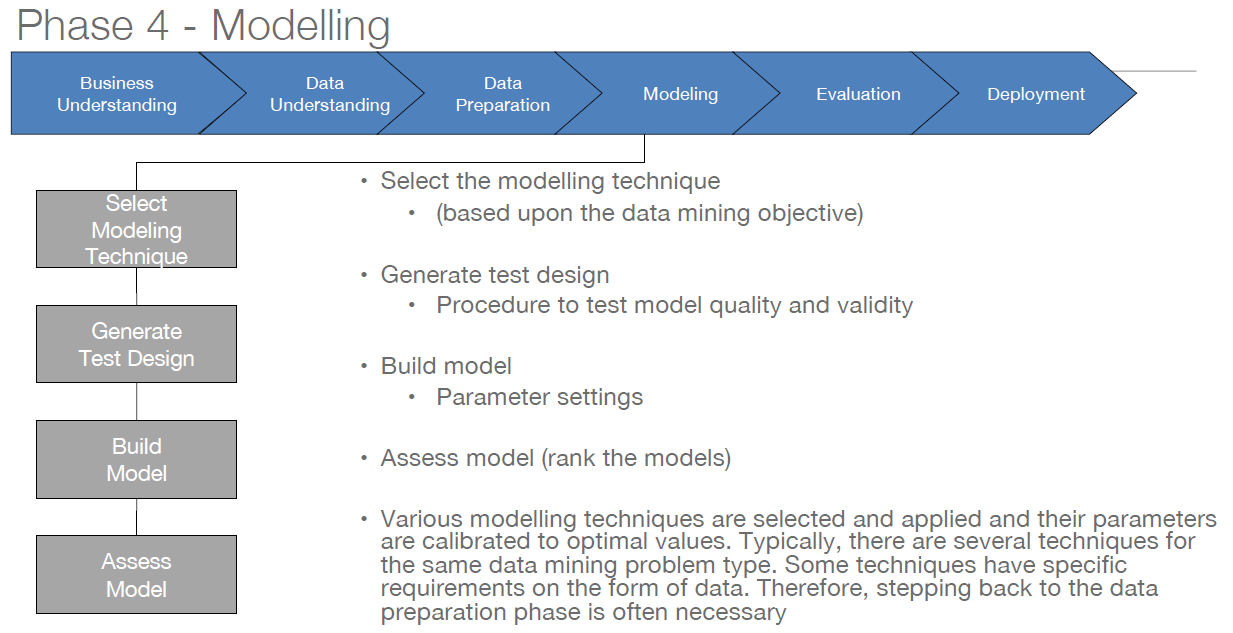 Phase 4 - Modelling
Business
Understanding
Data
Understanding
Data
Preparation
Modeling
Evaluation
Deployment
Select
Modeling
Technique
Generate
Test Design
Build
Model
Assess
Model
• Select the modelling technique
• (based upon the data mining objective)
• Generate test design
• Procedure to test model quality and validity
• Build model
• Parameter settings
• Assess model (rank the models)
• Various modelling techniques are selected and applied and their parameters
are calibrated to optimal values. Typically, there are several techniques for
the same data mining problem type. Some techniques have specific
requirements on the form of data. Therefore, stepping back to the data
preparation phase is often necessary